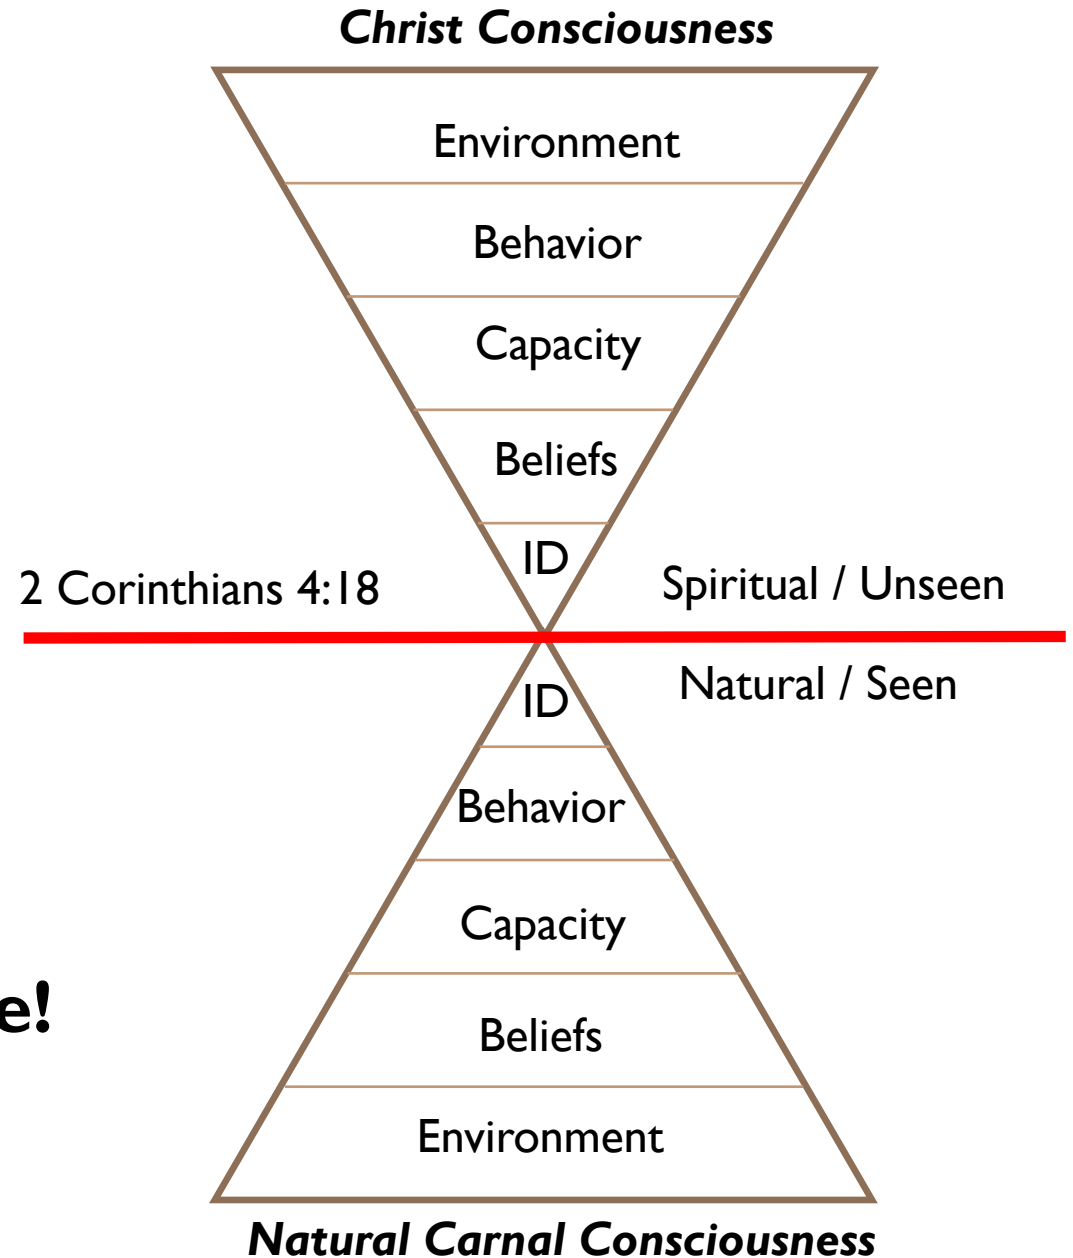 Christ Consciousness
Environment
Behavior
Capacity
Beliefs
ID
2 Corinthians 4:18
Spiritual / Unseen
ID
Natural / Seen
Behavior
Capacity
e!
Beliefs
Environment
Natural Carnal Consciousness